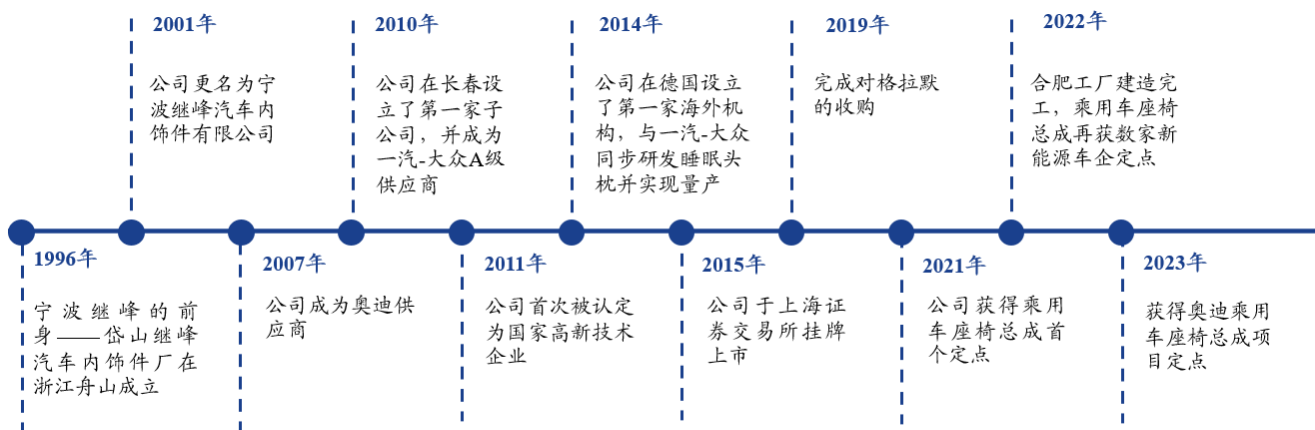 2001年
公司更名为宁
波继峰汽车内
饰件有限公司
2010年
公司在长春设
立了第一家子
公司，并成为
一汽-大众A级
供应商
2014年
公司在德国设立
了第一家海外机
构，与一汽-大众
同步研发睡眠头
枕并实现量产
2019年
完成对格拉默
的收购
2022年
合肥工厂建造完
工，乘用车座椅
总成再获数家新
能源车企定点
1996年
宁波继峰的前
身——岱山继峰
汽车内饰件厂在
浙江舟山成立
2007年
公司成为奥迪供
应商
2011年
公司首次被认定
为国家高新技术
企业
2015年
公司于上海证
券交易所挂牌
上市
2021年
公司获得乘用
车座椅总成首
个定点
2023年
获得奥迪乘用
车座椅总成项
目定点